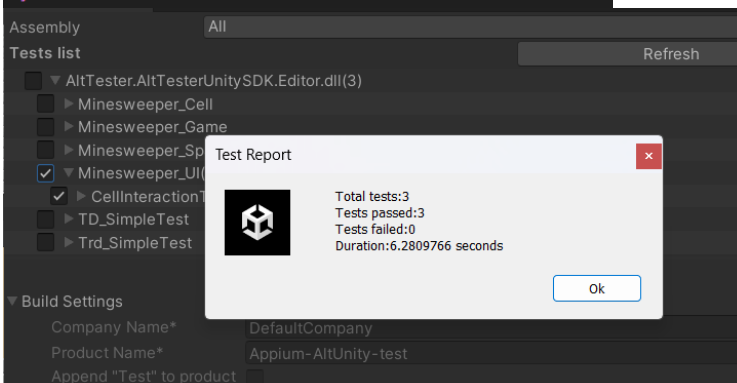 Assembly All
Tests list Refresh
AltTester.AltTesterUnitySDK.Editor.dll(3)
Minesweeper_Cell
Minesweeper_Game
Minesweeper_Sp
Test Report
Minesweeper_UI(
CellInteractionT
Total tests:3
Tests passed:3
Tests failed:0
Duration:6.2809766 seconds
TD_SimpleTest
Trd_SimpleTest
Ok
Build Settings
Company Name* DefaultCompany
Product Name* Appium-AltUnity-test
Append "Test" to product